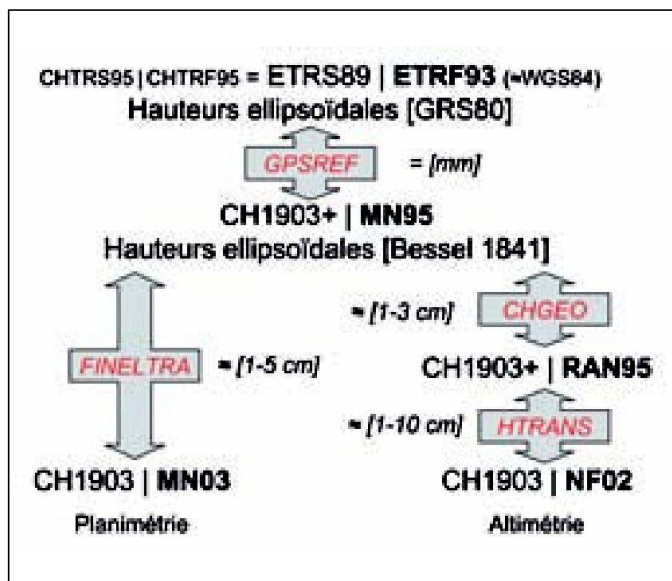 CHTRS95 | CHTRF95 = ETRS89 | ETRF93 (≈WGS84)
Hauteurs ellipsoïdales [GRS80]
GPSREF = [mm]
CH1903+ | MN95
Hauteurs ellipsoïdales [Bessel 1841]
≈ [1-3 cm] CHGEO
FINELTRA ≈ [1-5 cm] CH1903+ | RAN95
≈ [1-10 cm] HTRANS
CH1903 | MN03 CH1903 | NF02
Planimétrie Altimétrie